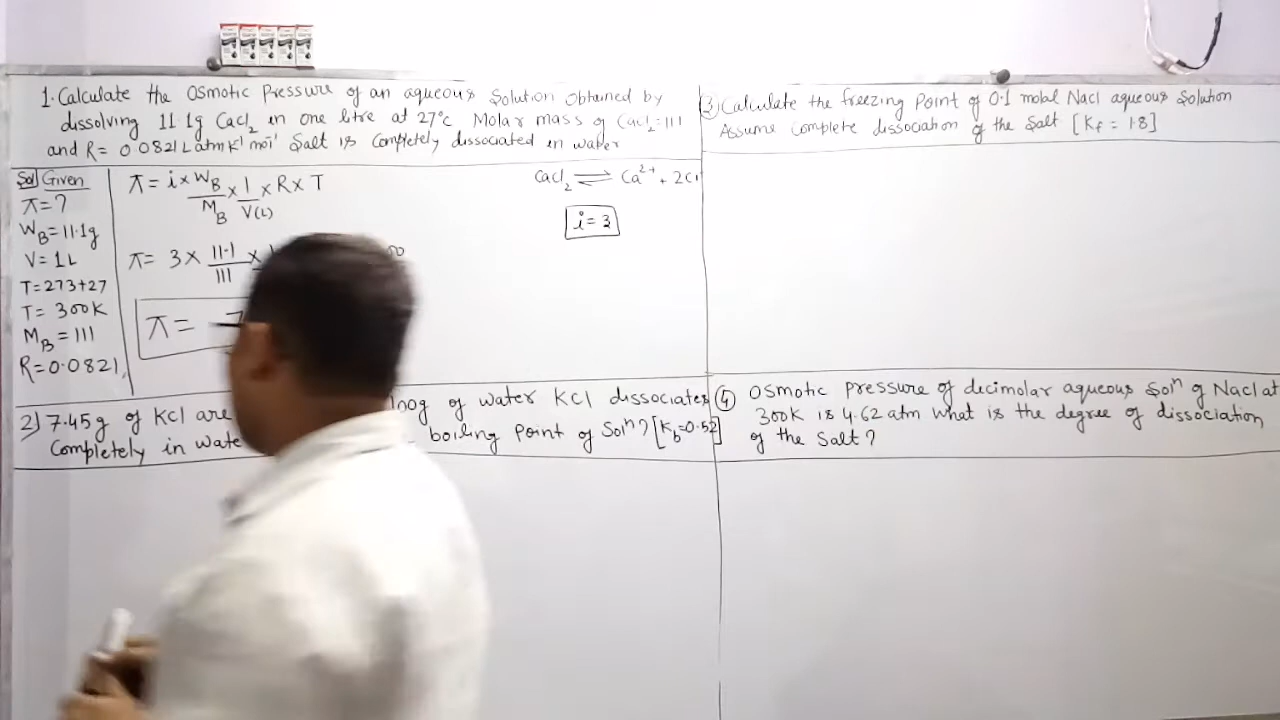 1. Calculate the Osmotic Pressure of an aqueous Solution Obtained by
dissolving 11.1g CaCl2 in one litre at 27°C Molar mass of CaCl2=111
and R= 0.0821 L atm K-1 mol-1 Salt is Completely dissociated in water
Sol Given
π=?
WB=11.1g
V=1L
T=273+27
T=300K
MB=111
R=0.0821
π= i× WB/MB × 1/V(L) ×R×T
π= 3× 11.1/111 ×
π= 7
CaCl2 ⇌ Ca2+ + 2Cl
i=3
2) 7.45g of KCl are 100g of water KCl dissociates
Completely in wate boiling Point of Soln? [Kb=0.52]
③ Calculate the freezing Point of 0.1 molal NaCl aqueous Solution
Assume Complete dissociation of the Salt [Kf = 1.8]
④ Osmotic pressure of decimolar aqueous Soln of NaCl at
300K is 4.62 atm what is the degree of dissociation
of the Salt?